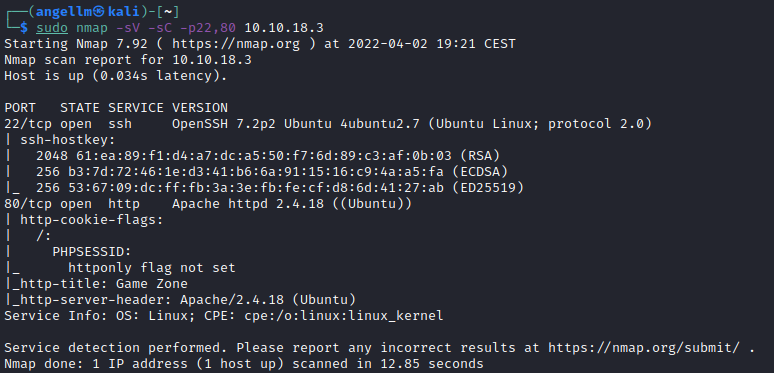 ┌──(angellm㉿kali)-[~]
└─$ sudo nmap -sV -sC -p22,80 10.10.18.3
Starting Nmap 7.92 ( https://nmap.org ) at 2022-04-02 19:21 CEST
Nmap scan report for 10.10.18.3
Host is up (0.034s latency).

PORT   STATE SERVICE VERSION
22/tcp open  ssh     OpenSSH 7.2p2 Ubuntu 4ubuntu2.7 (Ubuntu Linux; protocol 2.0)
| ssh-hostkey:
|   2048 61:ea:89:f1:d4:a7:dc:a5:50:f7:6d:89:c3:af:0b:03 (RSA)
|   256 b3:7d:72:46:1e:d3:41:b6:6a:91:15:16:c9:4a:a5:fa (ECDSA)
|_  256 53:67:09:dc:ff:fb:3a:3e:fb:fe:cf:d8:6d:41:27:ab (ED25519)
80/tcp open  http    Apache httpd 2.4.18 ((Ubuntu))
| http-cookie-flags:
|   /:
|     PHPSESSID:
|_      httponly flag not set
|_http-title: Game Zone
|_http-server-header: Apache/2.4.18 (Ubuntu)
Service Info: OS: Linux; CPE: cpe:/o:linux:linux_kernel

Service detection performed. Please report any incorrect results at https://nmap.org/submit/ .
Nmap done: 1 IP address (1 host up) scanned in 12.85 seconds